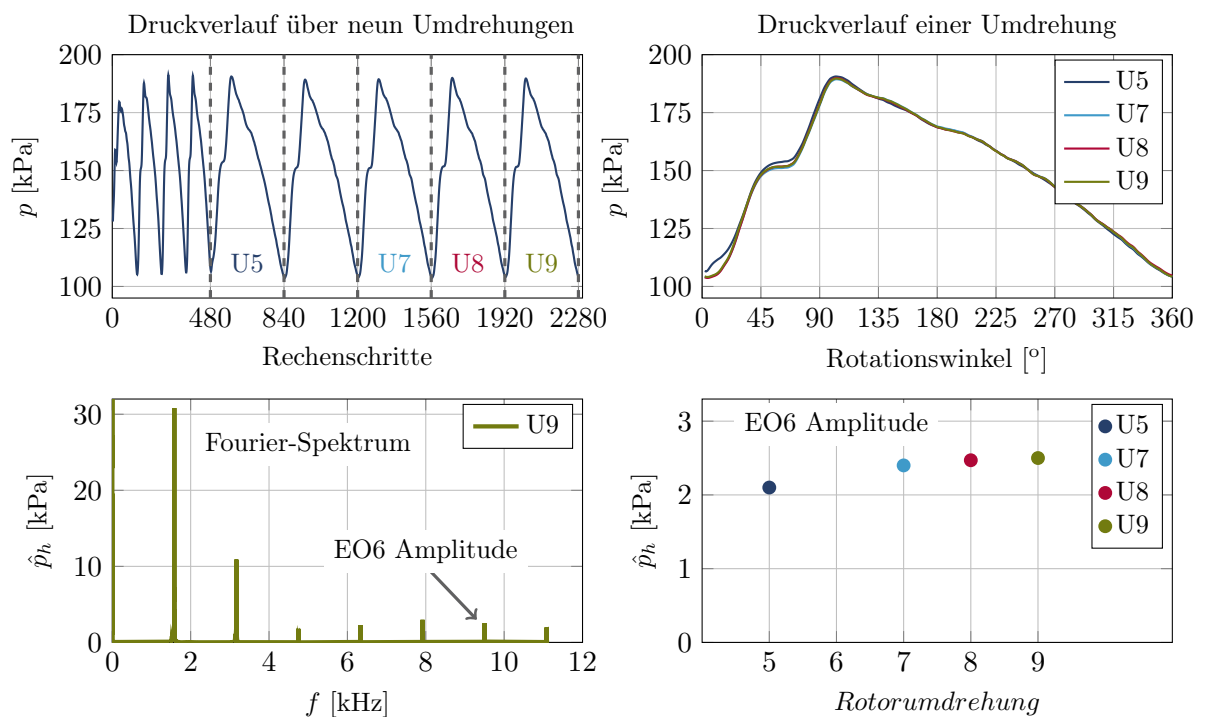 Druckverlauf über neun Umdrehungen
200
175
150
125
100
p [kPa]
U5 U7 U8 U9
0 480 840 1200 1560 1920 2280
Rechenschritte
Druckverlauf einer Umdrehung
200
175
150
125
100
p [kPa]
U5
U7
U8
U9
0 45 90 135 180 225 270 315 360
Rotationswinkel [°]
30
20
10
0
p̂h [kPa]
U9
Fourier-Spektrum
EO6 Amplitude
0 2 4 6 8 10 12
f [kHz]
3
2
1
0
p̂h [kPa]
EO6 Amplitude
U5
U7
U8
U9
5 6 7 8 9
Rotorumdrehung